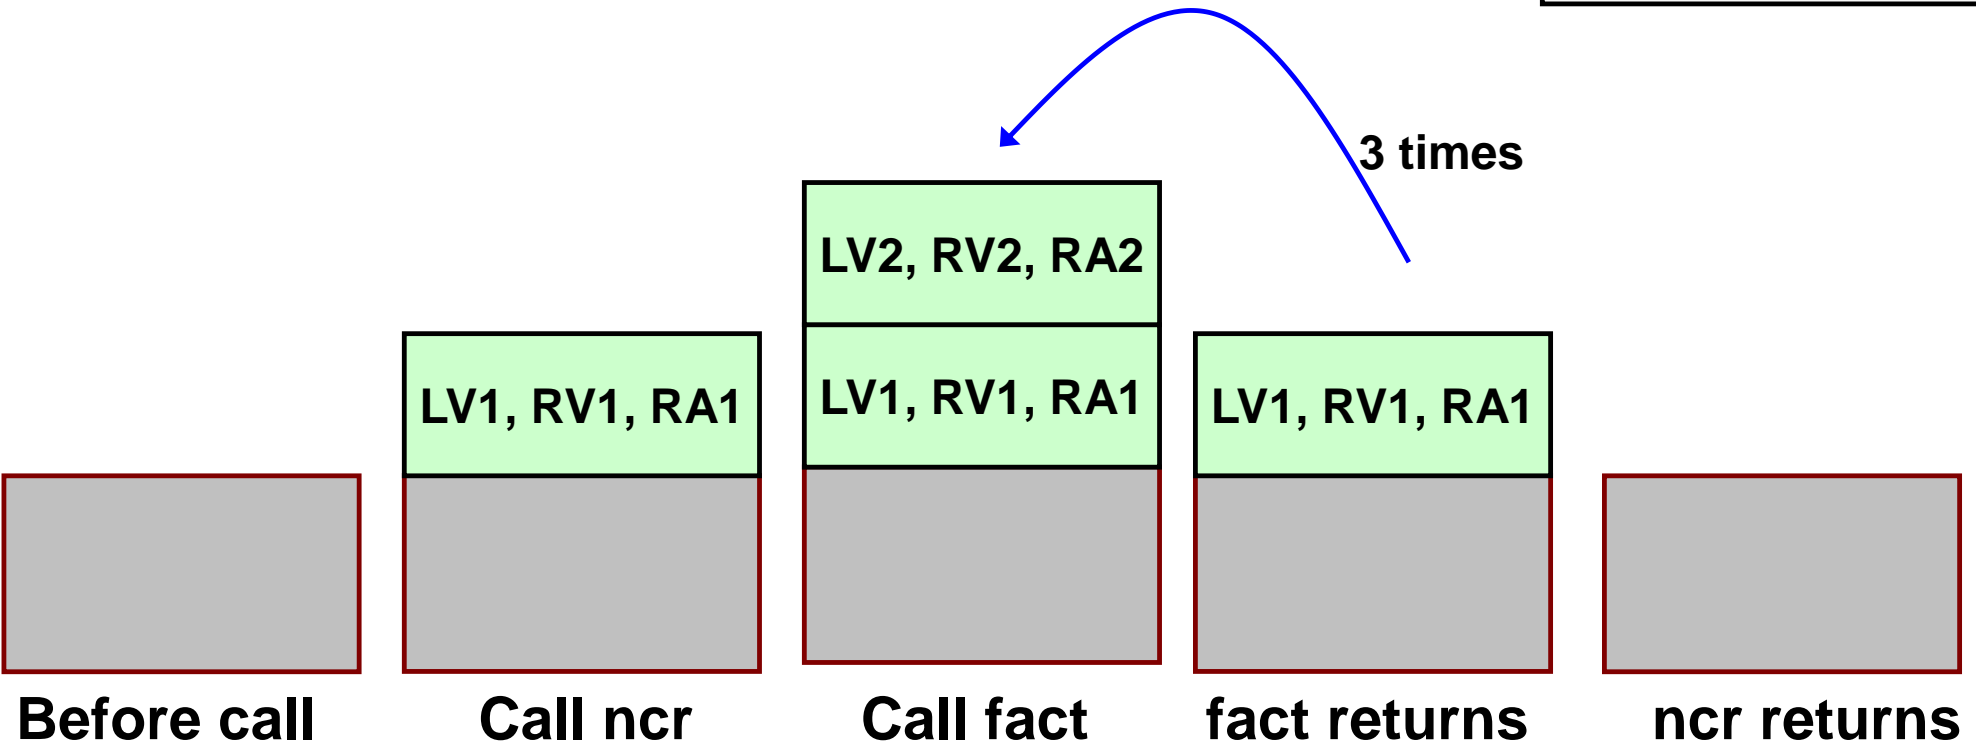 3 times
LV2, RV2, RA2
LV1, RV1, RA1
LV1, RV1, RA1
LV1, RV1, RA1
Before call
Call ncr
Call fact
fact returns
ncr returns